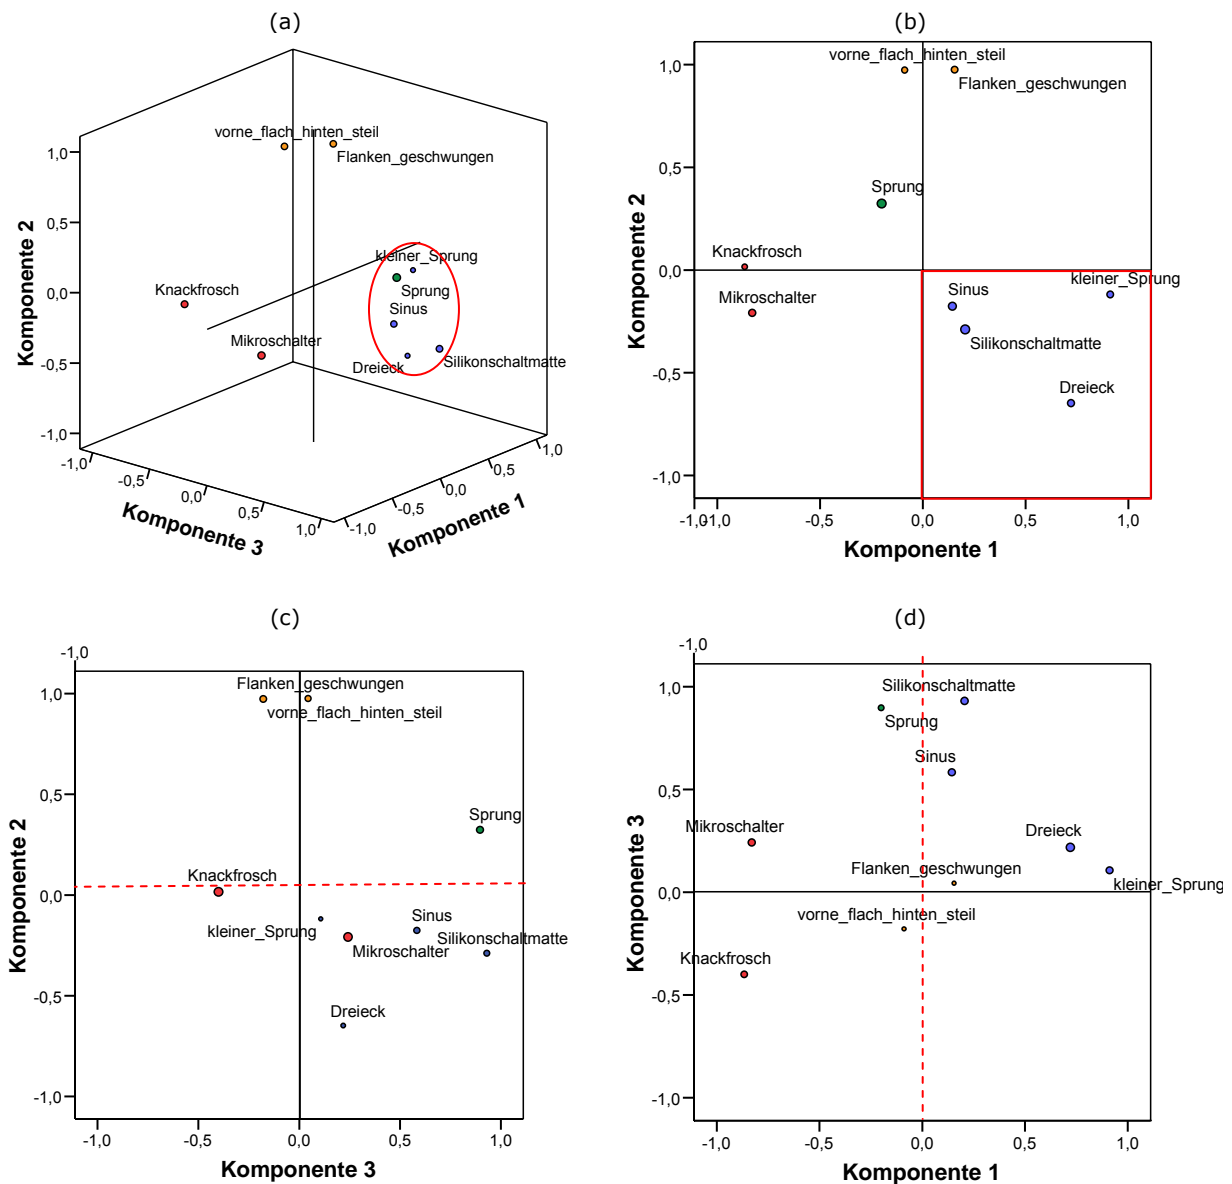 (a)
vorne_flach_hinten_steil
Flanken_geschwungen
1,0
0,5
0,0
-0,5
-1,0
Komponente 2
kleiner_Sprung
Sprung
Sinus
Knackfrosch
Mikroschalter
Dreieck
Silikonschaltmatte
-1,0
-0,5
0,0
0,5
1,0
Komponente 3
-1,0
-0,5
0,0
0,5
1,0
Komponente 1
(b)
vorne_flach_hinten_steil
Flanken_geschwungen
Sprung
Knackfrosch
Mikroschalter
Sinus
kleiner_Sprung
Silikonschaltmatte
Dreieck
1,0
0,5
0,0
-0,5
-1,0
Komponente 2
-1,0
-1,0
-0,5
0,0
0,5
1,0
Komponente 1
(c)
-1,0
Flanken_geschwungen
vorne_flach_hinten_steil
Sprung
Knackfrosch
kleiner_Sprung
Sinus
Mikroschalter
Silikonschaltmatte
Dreieck
1,0
0,5
0,0
-0,5
-1,0
Komponente 2
-1,0
-0,5
0,0
0,5
1,0
Komponente 3
(d)
-1,0
Silikonschaltmatte
Sprung
Sinus
Mikroschalter
Dreieck
Flanken_geschwungen
kleiner_Sprung
vorne_flach_hinten_steil
Knackfrosch
1,0
0,5
0,0
-0,5
-1,0
Komponente 3
-1,0
-0,5
0,0
0,5
1,0
Komponente 1